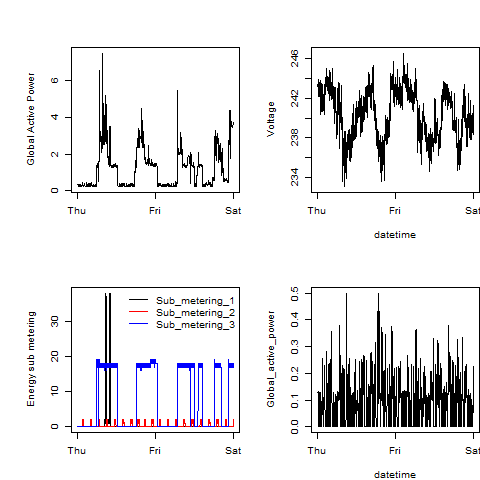 Global Active Power
6
4
2
0
Thu Fri Sat
Voltage
246
242
238
234
Thu Fri Sat
datetime
Energy sub metering
30
20
10
0
Sub_metering_1
Sub_metering_2
Sub_metering_3
Thu Fri Sat
Global_active_power
0.5
0.4
0.3
0.2
0.1
0.0
Thu Fri Sat
datetime